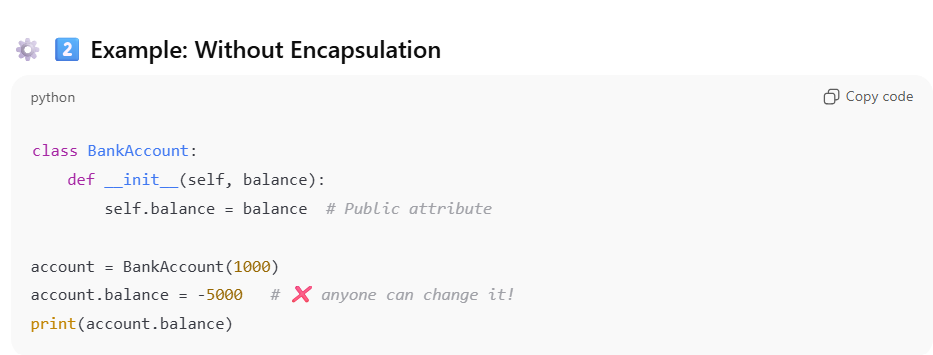 ⚙️ 2️⃣ Example: Without Encapsulation
python
Copy code
class BankAccount:
    def __init__(self, balance):
        self.balance = balance  # Public attribute
account = BankAccount(1000)
account.balance = -5000   # ❌ anyone can change it!
print(account.balance)